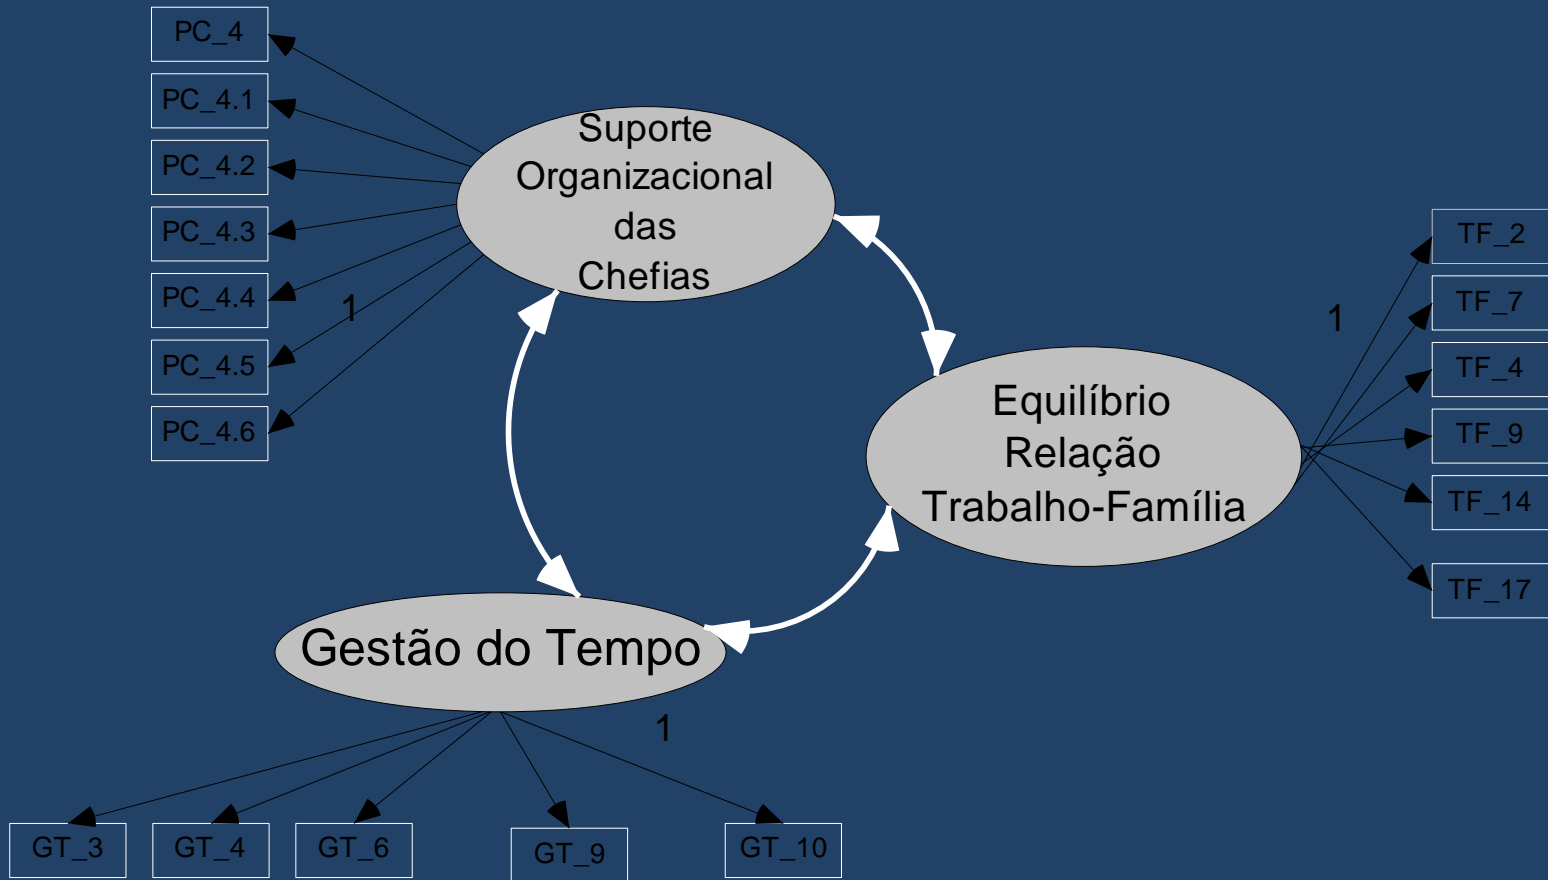 PC_4
PC_4.1
PC_4.2
PC_4.3
PC_4.4
PC_4.5
PC_4.6
1
Suporte
Organizacional
das
Chefias
Equilíbrio
Relação
Trabalho-Família
1
TF_2
TF_7
TF_4
TF_9
TF_14
TF_17
Gestão do Tempo
1
GT_3
GT_4
GT_6
GT_9
GT_10